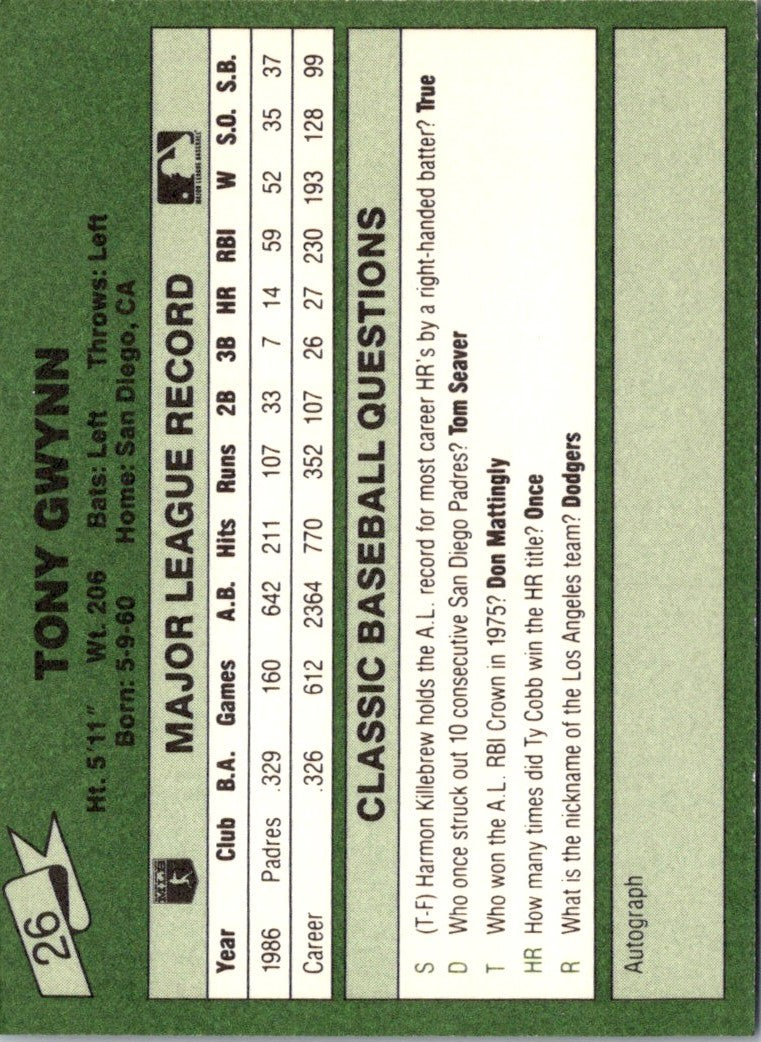 26
TONY GWYNN
Ht. 5'11" Wt. 206 Bats: Left Throws: Left
Born: 5-9-60 Home: San Diego, CA
MAJOR LEAGUE RECORD
MAJOR LEAGUE BASEBALL
Year Club B.A. Games A.B. Hits Runs 2B 3B HR RBI W S.O. S.B.
1986 Padres .329 160 642 211 107 33 7 14 59 52 35 37
Career .326 612 2364 770 352 107 26 27 230 193 128 99
CLASSIC BASEBALL QUESTIONS
S (T-F) Harmon Killebrew holds the A.L. record for most career HR's by a right-handed batter? True
D Who once struck out 10 consecutive San Diego Padres? Tom Seaver
T Who won the A.L. RBI Crown in 1975? Don Mattingly
HR How many times did Ty Cobb win the HR title? Once
R What is the nickname of the Los Angeles team? Dodgers
Autograph